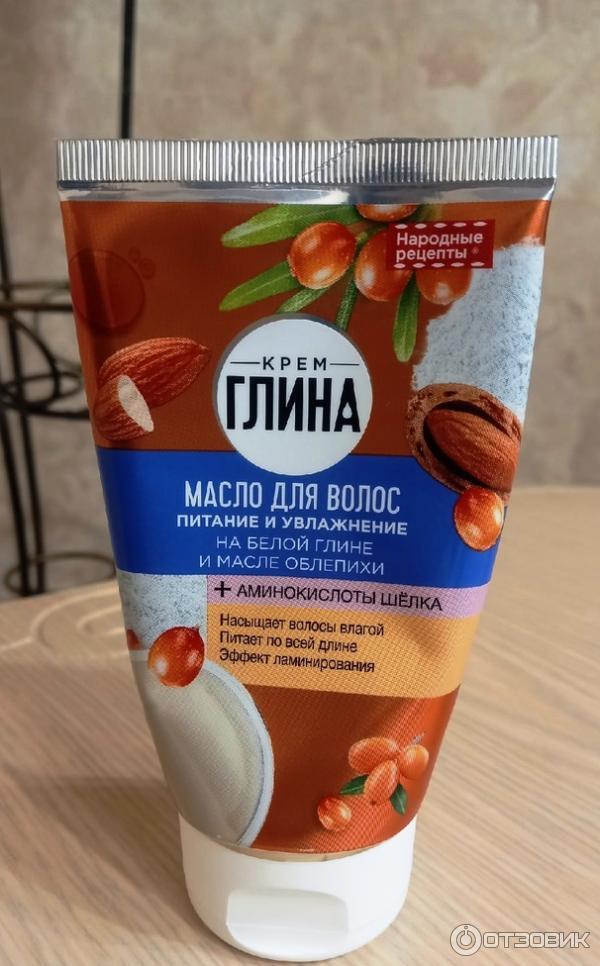 Народные
рецепты®
КРЕМ
ГЛИНА
МАСЛО ДЛЯ ВОЛОС
ПИТАНИЕ И УВЛАЖНЕНИЕ
НА БЕЛОЙ ГЛИНЕ
И МАСЛЕ ОБЛЕПИХИ
+ АМИНОКИСЛОТЫ ШЁЛКА
Насыщает волосы влагой
Питает по всей длине
Эффект ламинирования
ОТЗОВИК